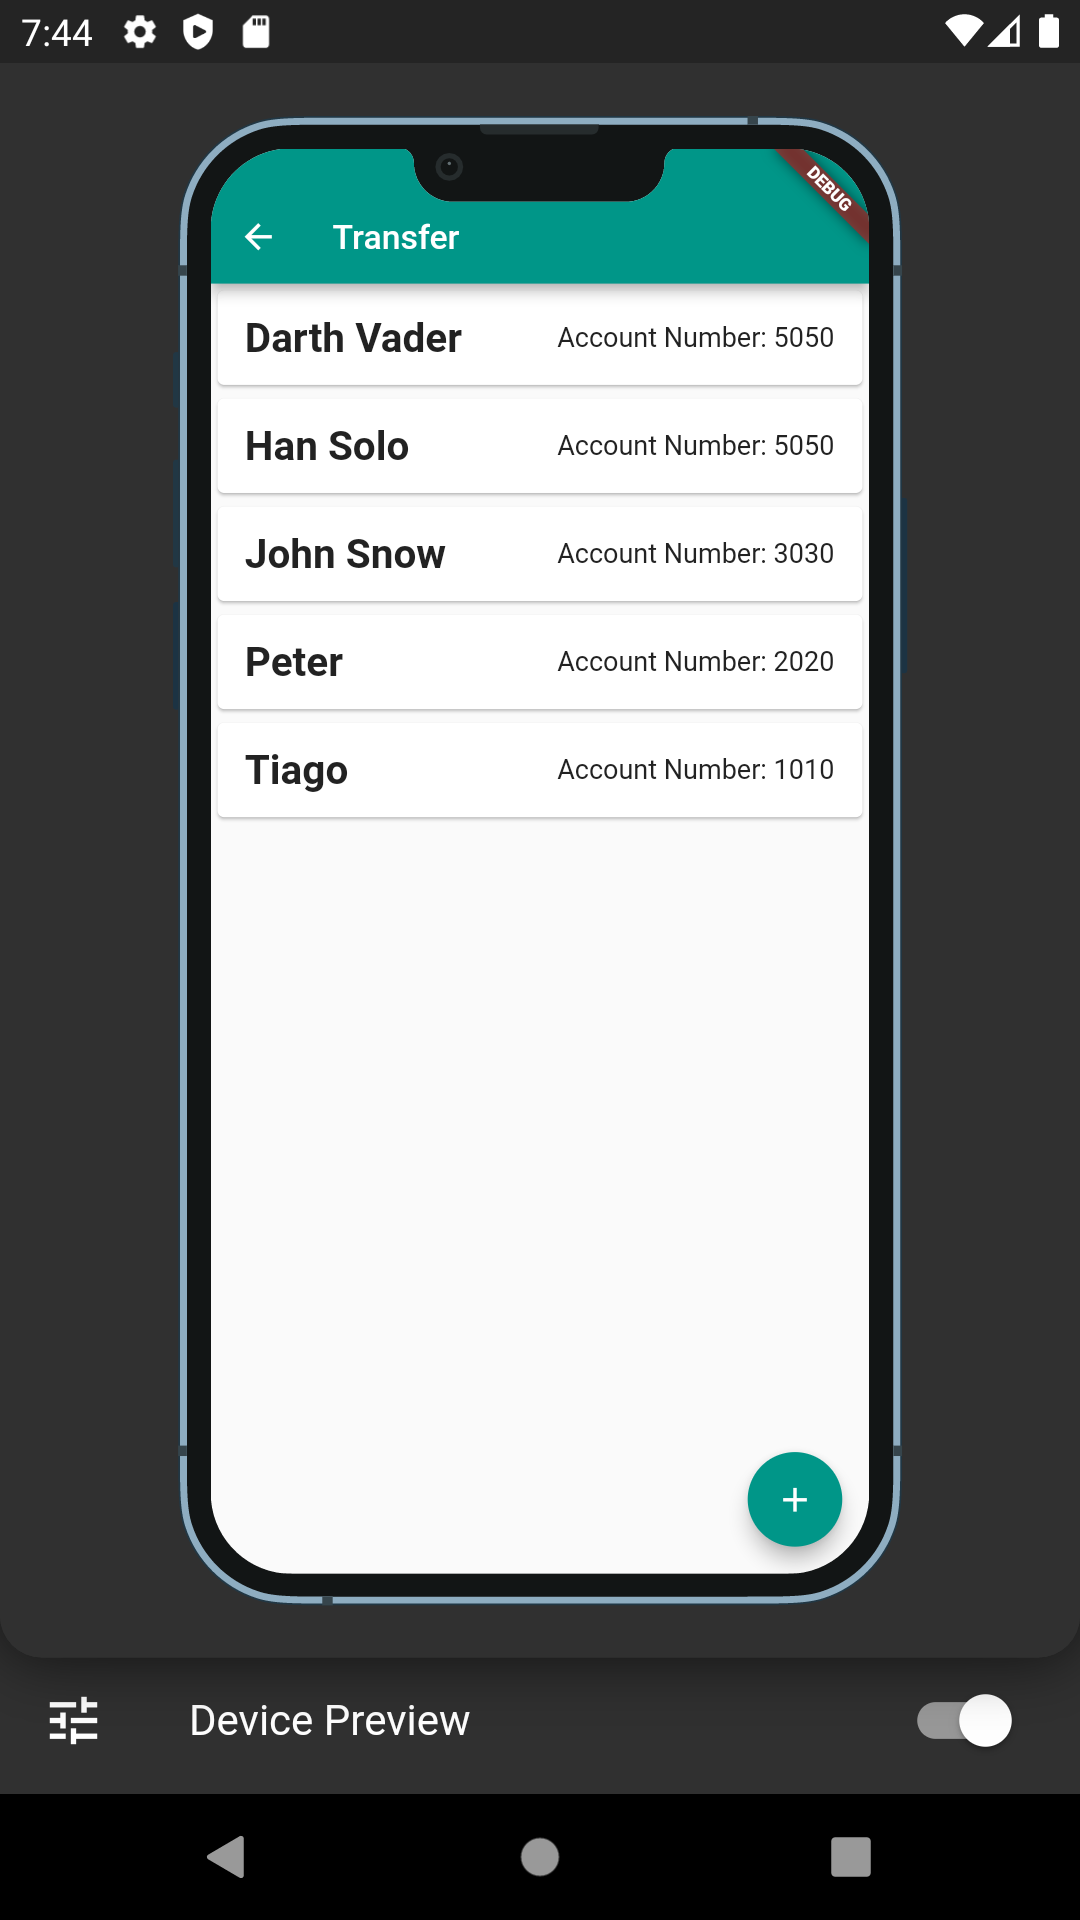 7:44
DEBUG
Transfer
Darth Vader Account Number: 5050
Han Solo Account Number: 5050
John Snow Account Number: 3030
Peter Account Number: 2020
Tiago Account Number: 1010
Device Preview